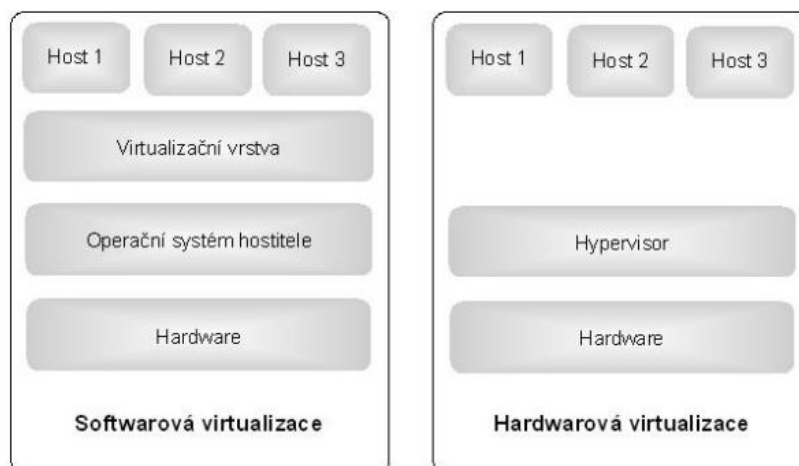 Host 1
Host 2
Host 3
Virtualizační vrstva
Operační systém hostitele
Hardware
Softwarová virtualizace
Host 1
Host 2
Host 3
Hypervisor
Hardware
Hardwarová virtualizace